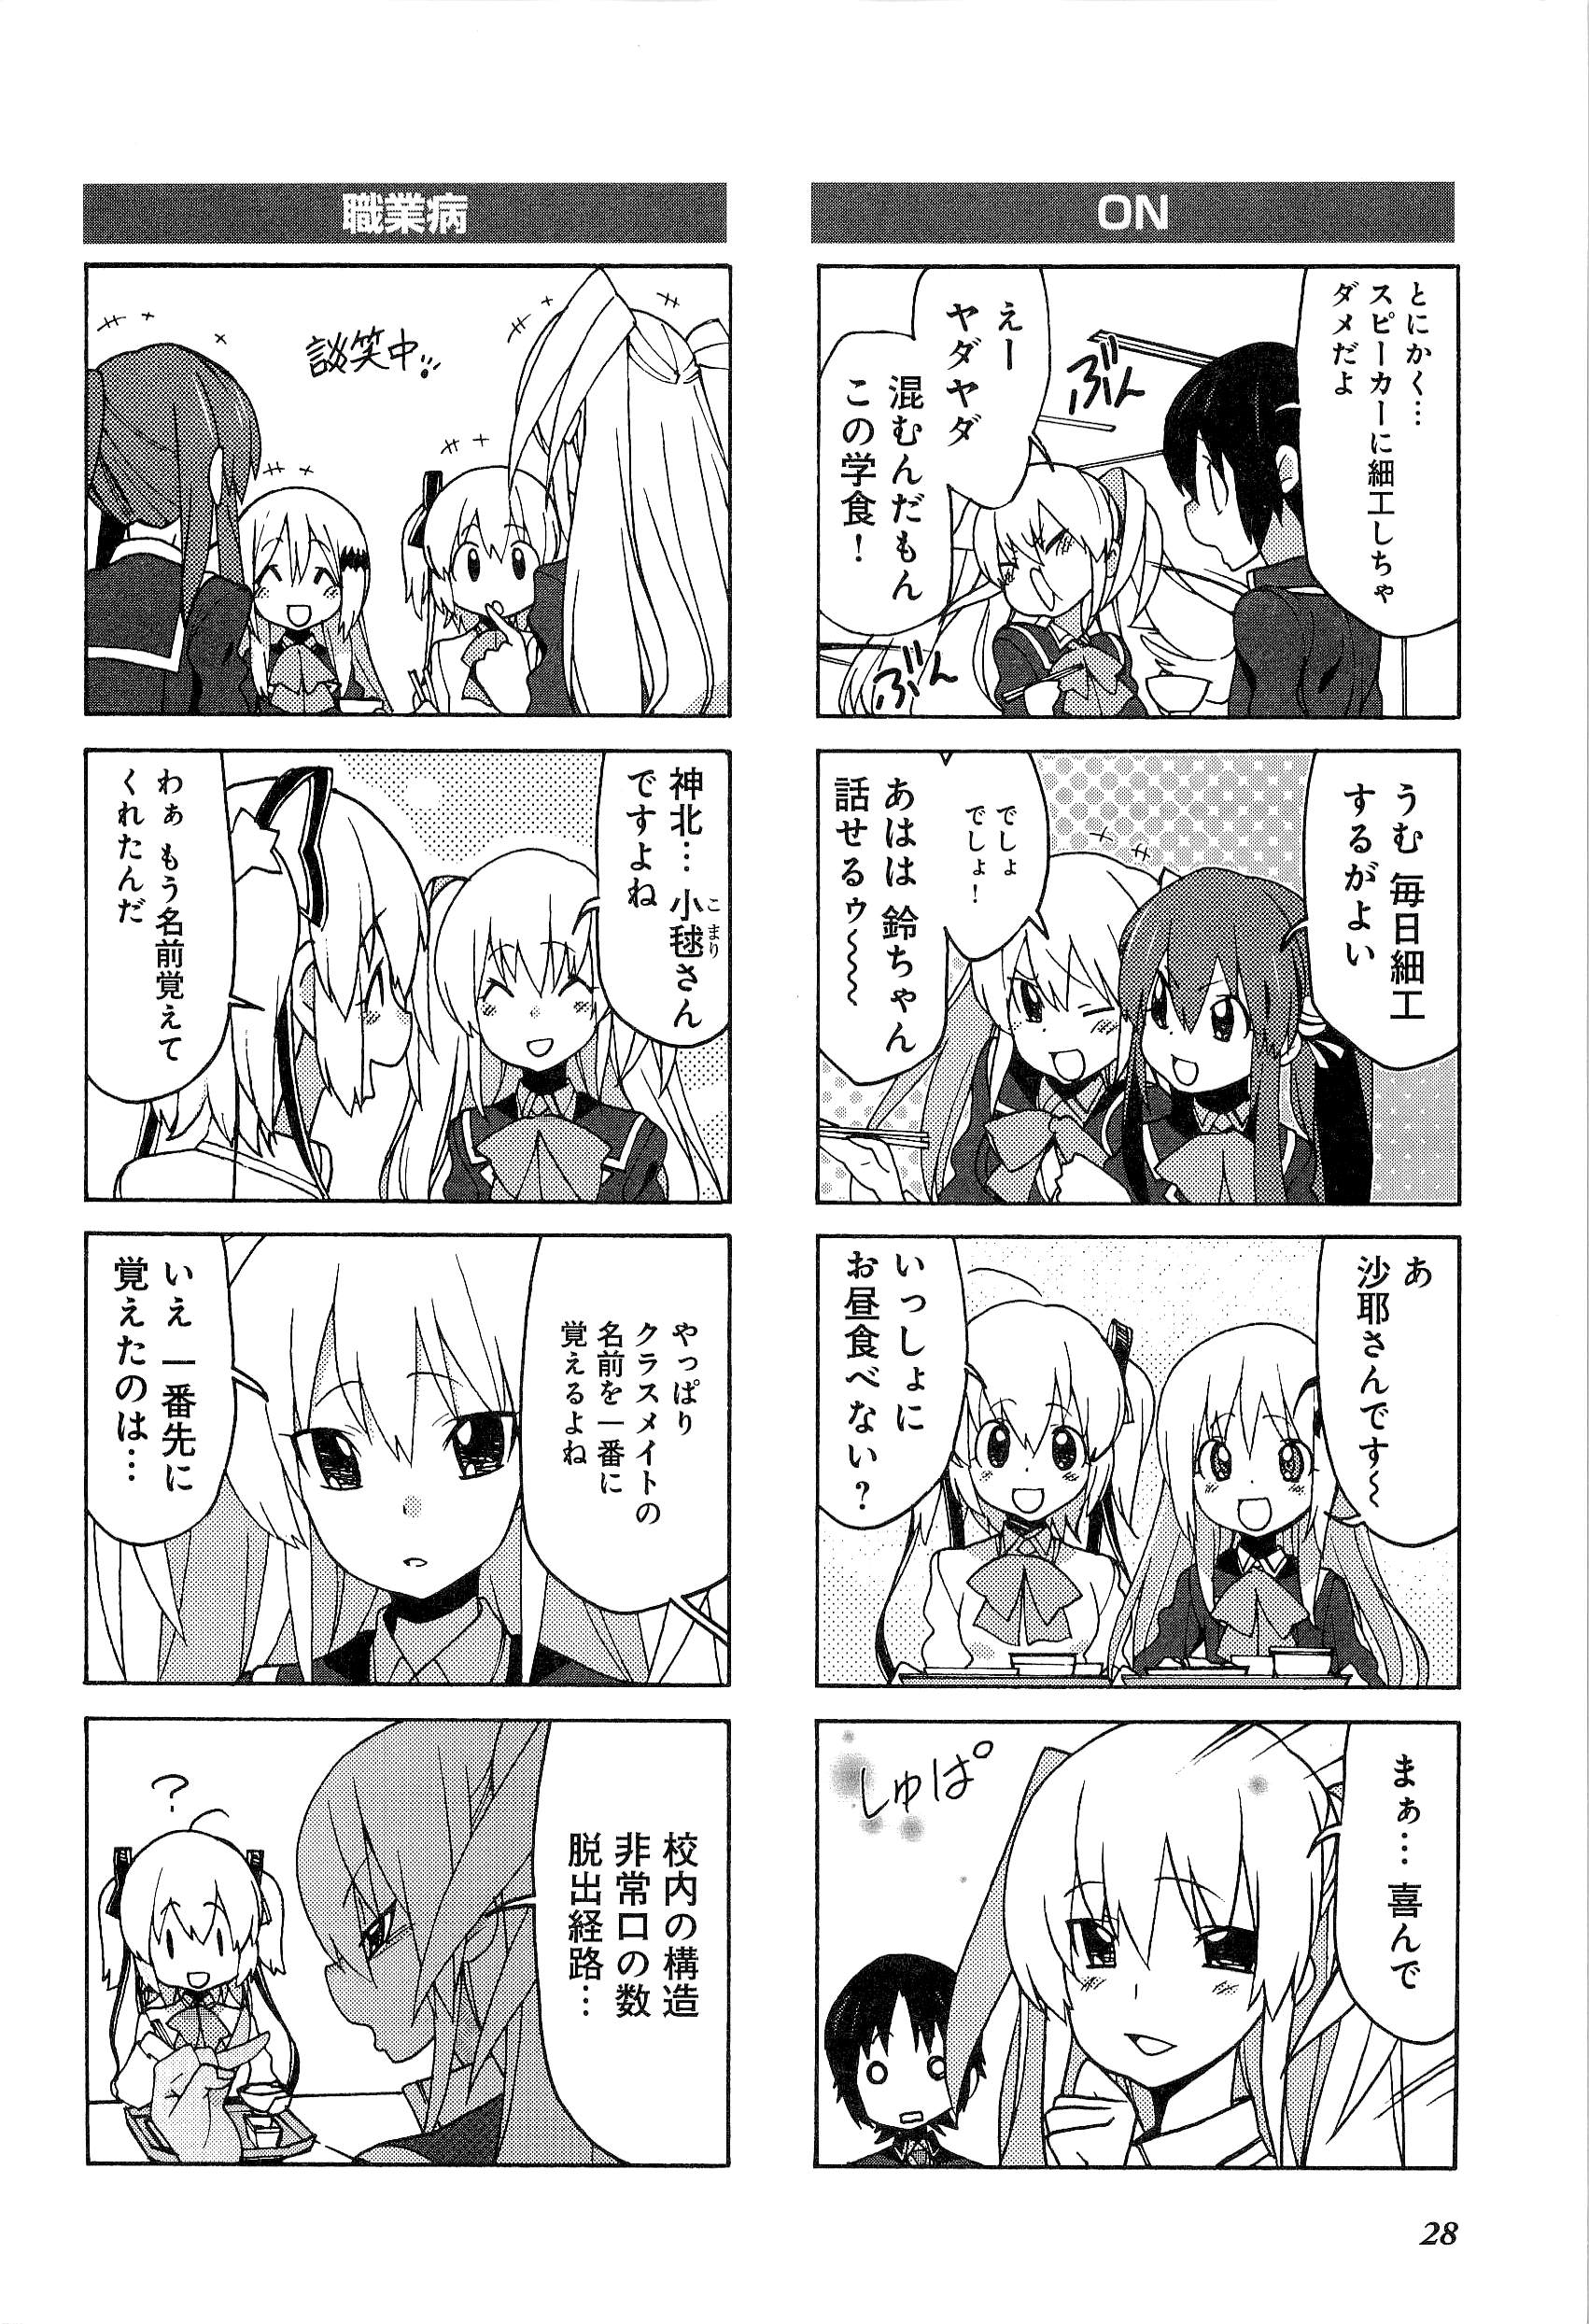 ON
とにかく…
スピーカーに細工しちゃ
ダメだよ
ぶん
えー
ヤダヤダ
混むんだもん
この学食！
ぶん
うむ 毎日細工
するがよい
でしょ
でしょ！
あはは 鈴ちゃん
話せるゥ〜〜〜
あ
沙耶さんです〜
いっしょに
お昼食べない？
まぁ…喜んで
しゅぱ°
職業病
談笑中…
神北…小毬さん
こまり
ですよね
わぁ もう名前覚えて
くれたんだ
やっぱり
クラスメイトの
名前を一番に
覚えるよね
いえ 一番先に
覚えたのは…
校内の構造
非常口の数
脱出経路…
？
28